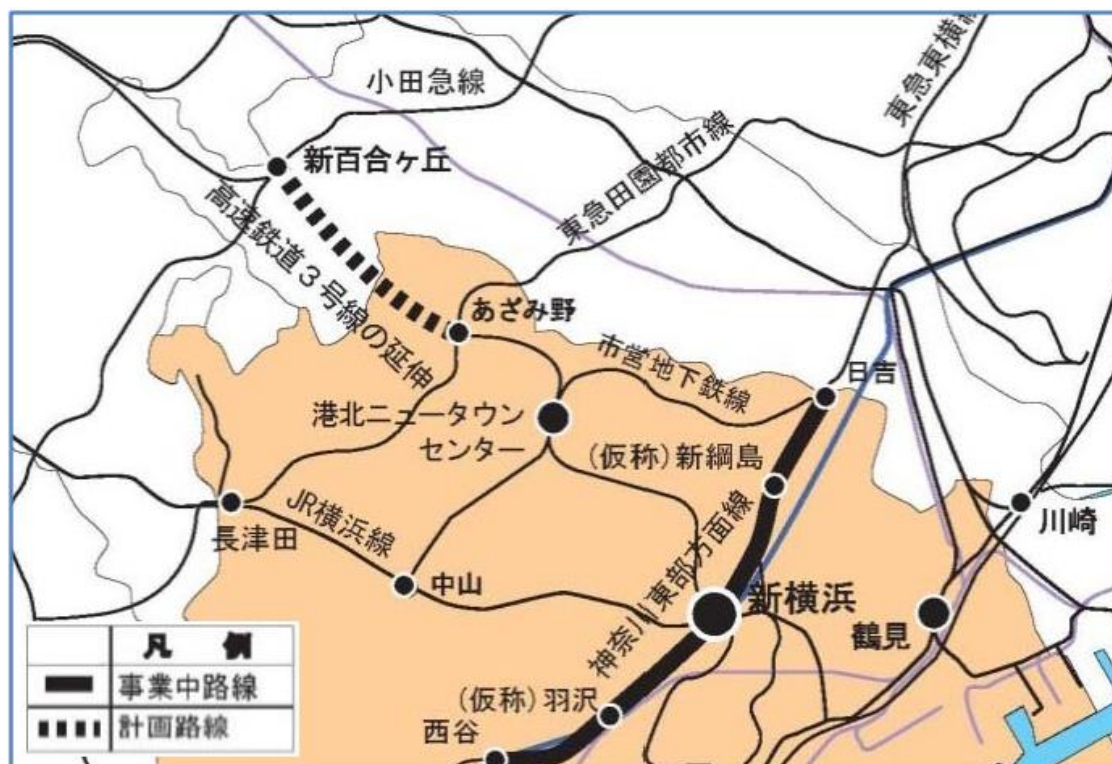 小田急線
東急東横線
新百合ヶ丘
東急田園都市線
高速鉄道3号線の延伸
あざみ野
市営地下鉄線
日吉
港北ニュータウン
センター
(仮称)新綱島
川崎
JR横浜線
長津田
中山
神奈川東部方面線
新横浜
鶴見
(仮称)羽沢
西谷
凡 例
事業中路線
計画路線